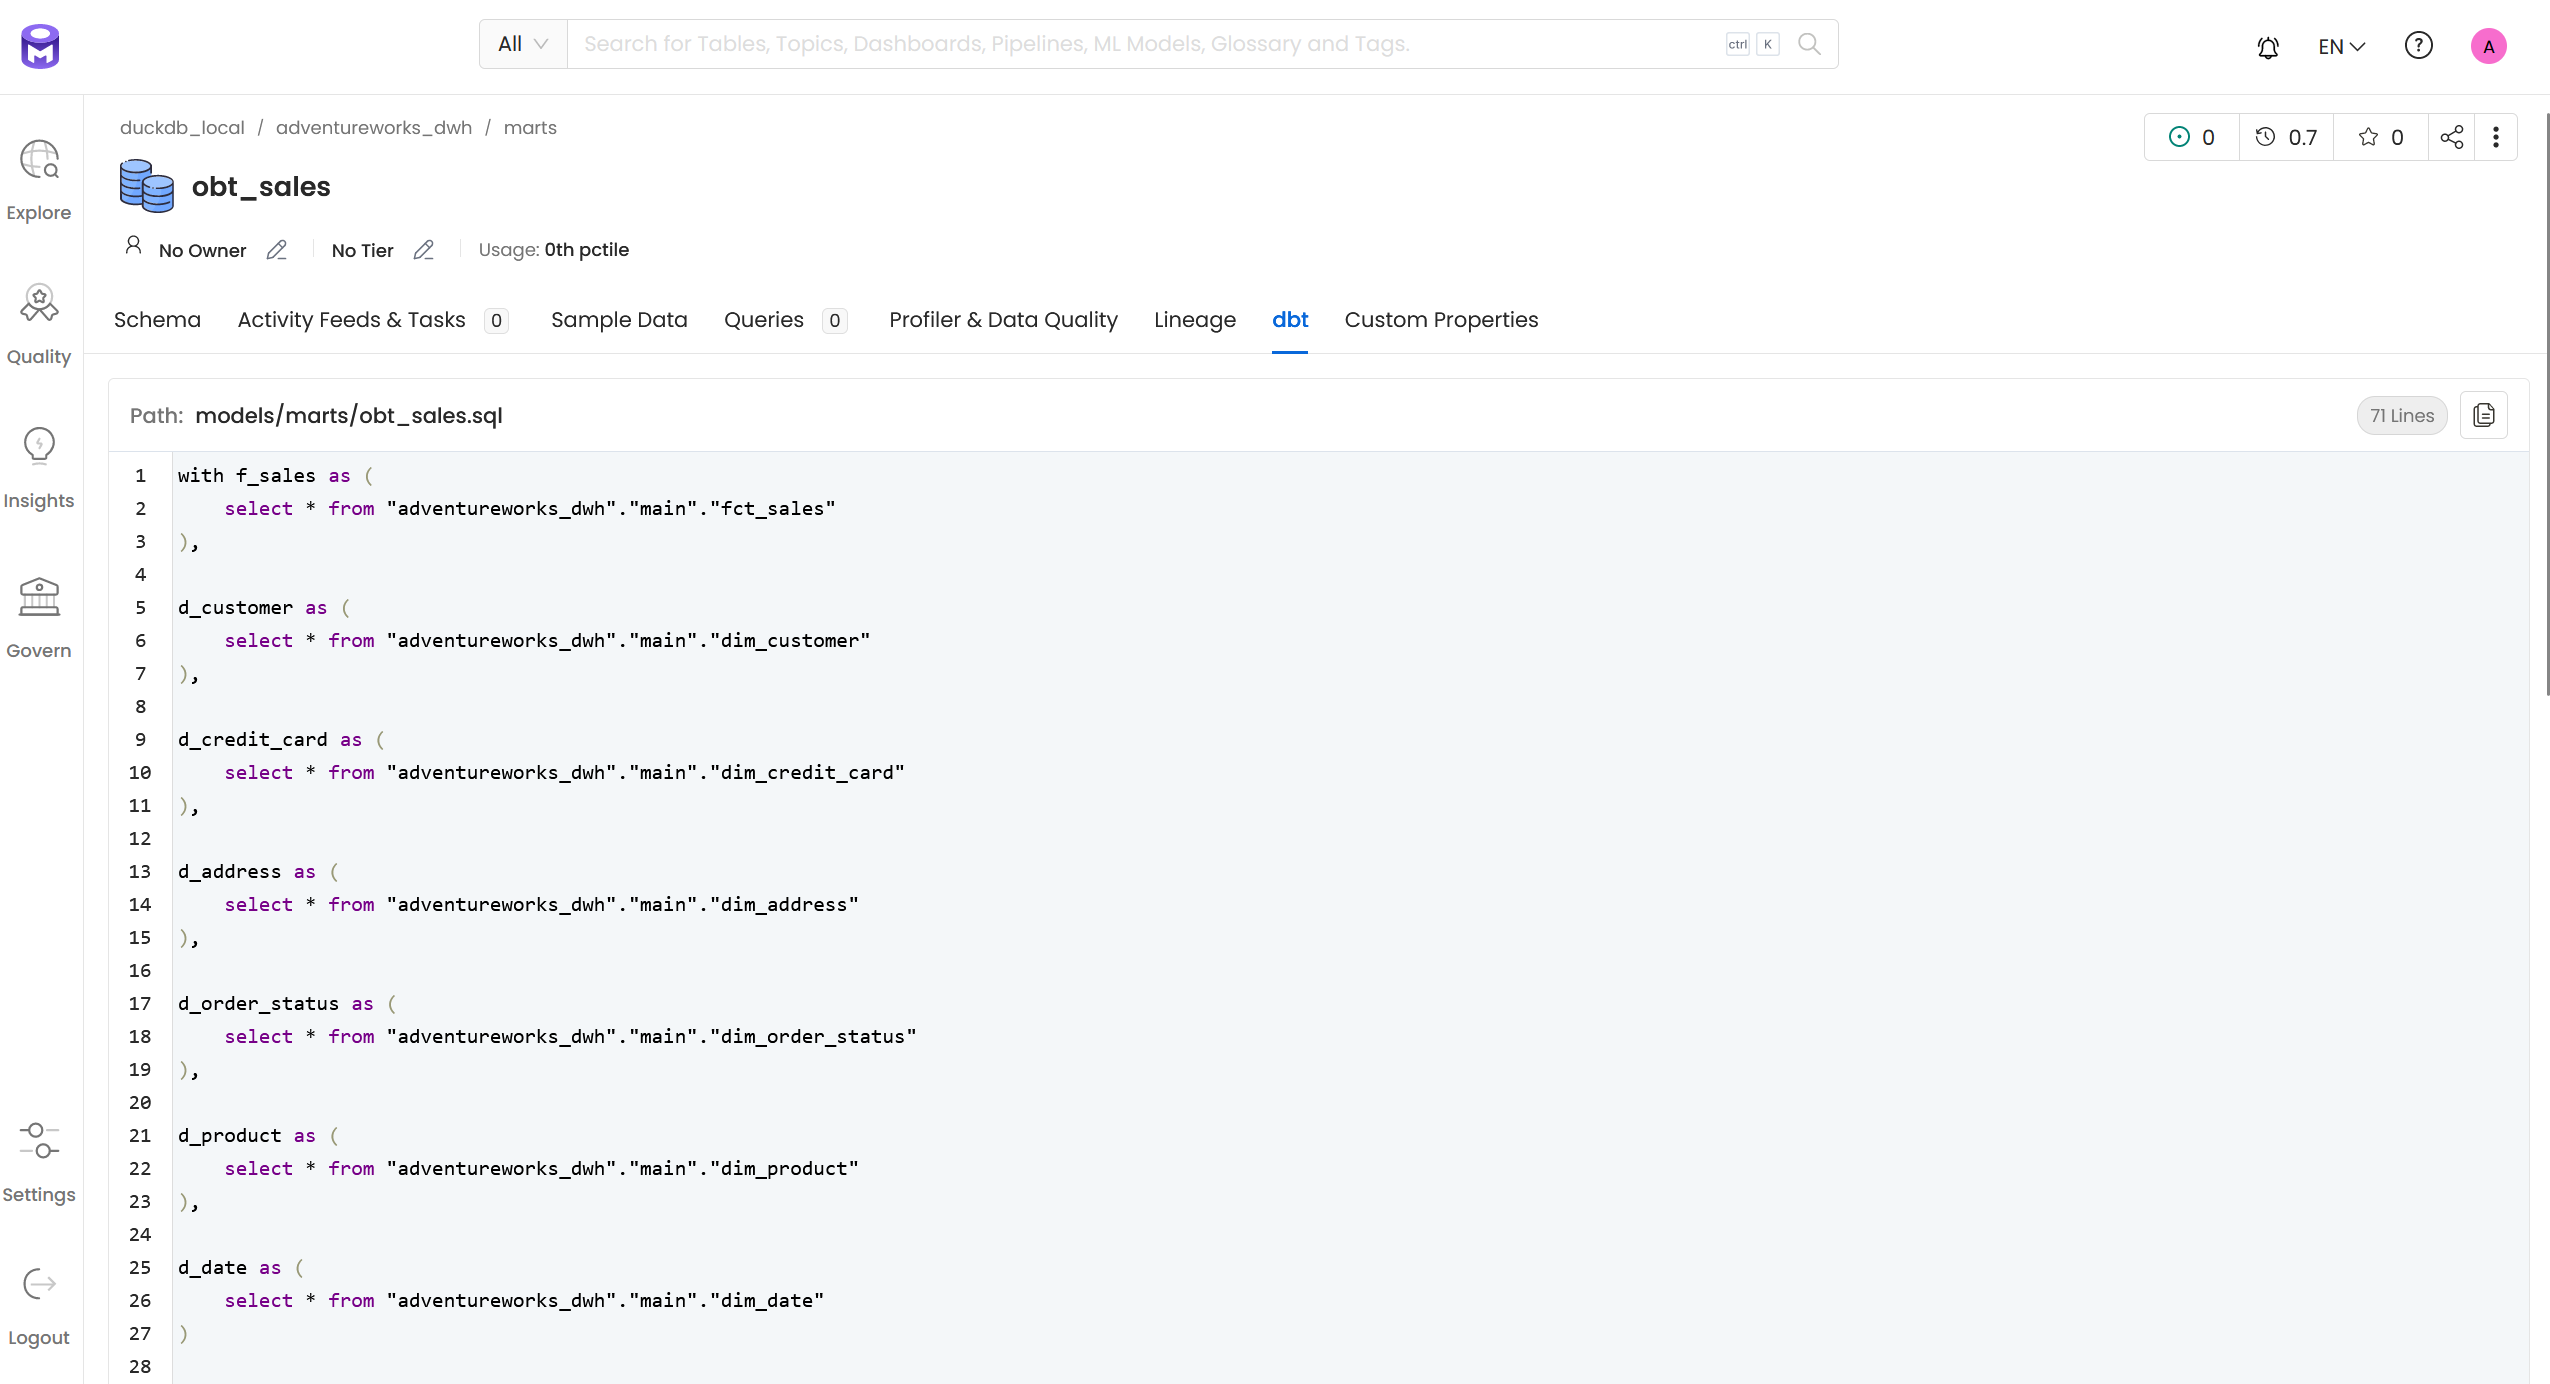 All Search for Tables, Topics, Dashboards, Pipelines, ML Models, Glossary and Tags. ctrl K EN ? A
duckdb_local / adventureworks_dwh / marts
0 0.7 0
obt_sales
No Owner No Tier Usage: 0th pctile
Schema Activity Feeds & Tasks 0 Sample Data Queries 0 Profiler & Data Quality Lineage dbt Custom Properties
Explore
Quality
Insights
Govern
Settings
Logout
Path: models/marts/obt_sales.sql 71 Lines
1 with f_sales as (
2 select * from "adventureworks_dwh"."main"."fct_sales"
3 ),
4
5 d_customer as (
6 select * from "adventureworks_dwh"."main"."dim_customer"
7 ),
8
9 d_credit_card as (
10 select * from "adventureworks_dwh"."main"."dim_credit_card"
11 ),
12
13 d_address as (
14 select * from "adventureworks_dwh"."main"."dim_address"
15 ),
16
17 d_order_status as (
18 select * from "adventureworks_dwh"."main"."dim_order_status"
19 ),
20
21 d_product as (
22 select * from "adventureworks_dwh"."main"."dim_product"
23 ),
24
25 d_date as (
26 select * from "adventureworks_dwh"."main"."dim_date"
27 )
28